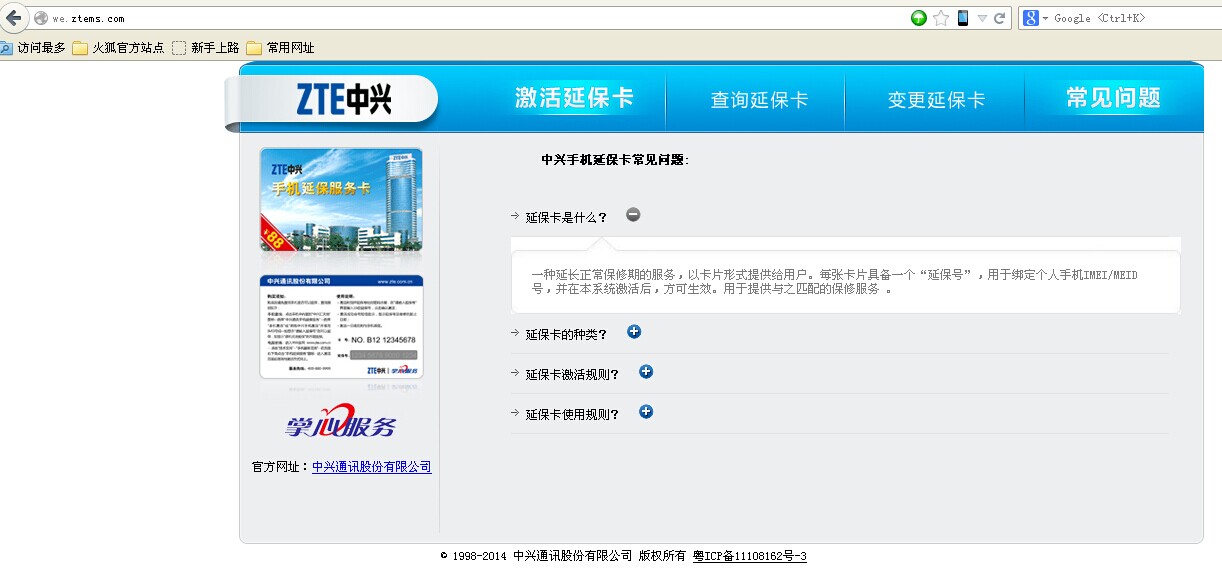 we.ztems.com
Google <Ctrl+K>
访问最多 火狐官方站点 新手上路 常用网址
ZTE中兴
激活延保卡 查询延保卡 变更延保卡 常见问题
ZTE中兴
手机延保服务卡
¥88
中兴通讯股份有限公司 www.zte.com.cn
NO. B12 12345678
ZTE中兴 掌心服务
掌心服务
官方网址：中兴通讯股份有限公司
中兴手机延保卡常见问题:
延保卡是什么？
一种延长正常保修期的服务，以卡片形式提供给用户。每张卡片具备一个“延保号”，用于绑定个人手机IMEI/MEID
号，并在本系统激活后，方可生效。用于提供与之匹配的保修服务 。
延保卡的种类？
延保卡激活规则？
延保卡使用规则？
© 1998-2014 中兴通讯股份有限公司 版权所有 粤ICP备11108162号-3